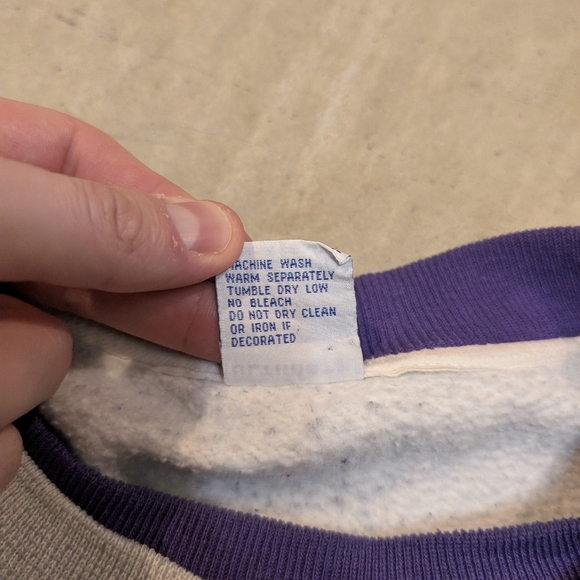 MACHINE WASH
WARM SEPARATELY
TUMBLE DRY LOW
NO BLEACH
DO NOT DRY CLEAN
OR IRON IF
DECORATED